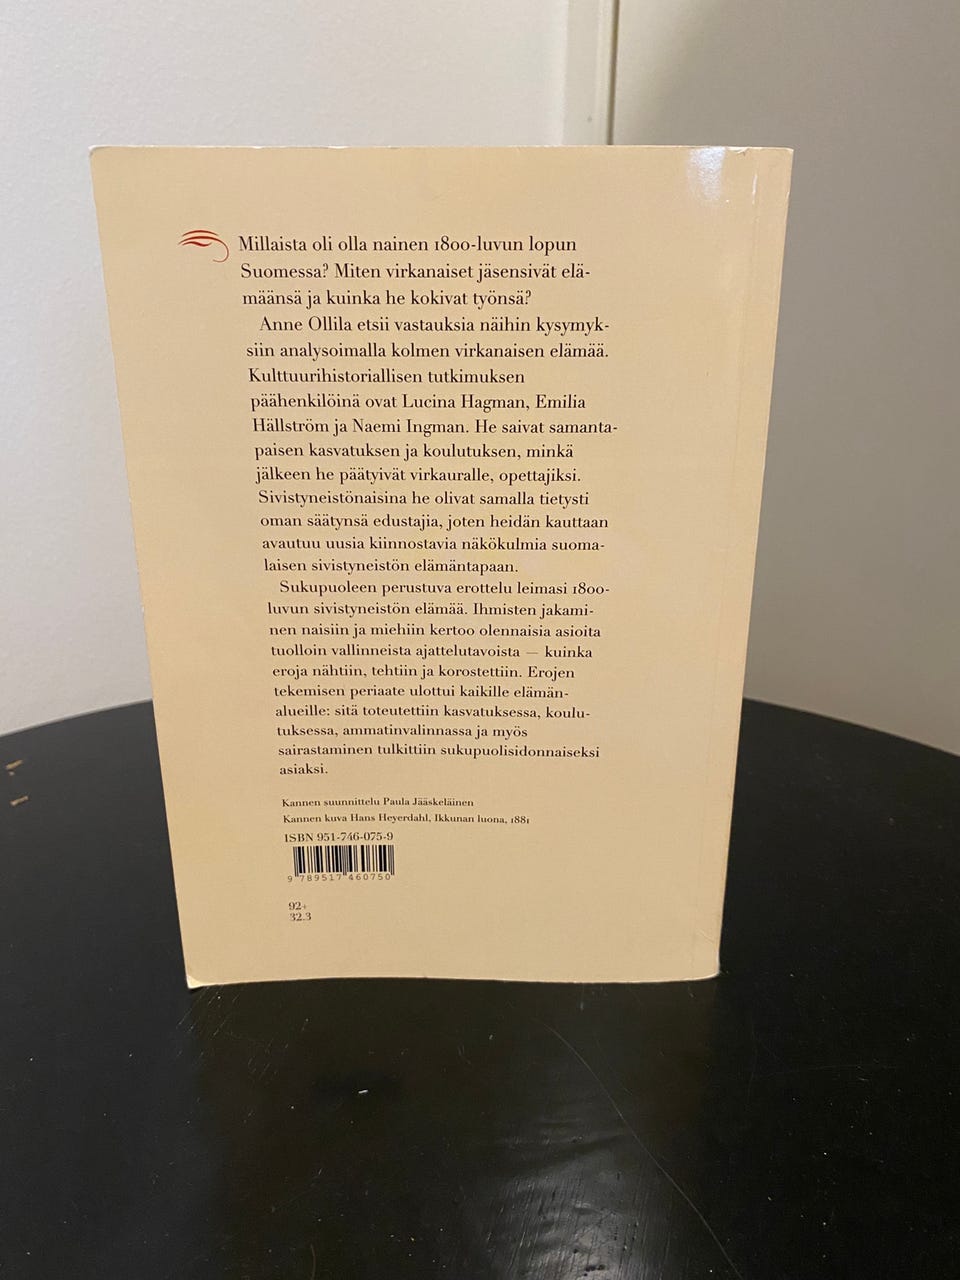 Millaista oli olla nainen 1800-luvun lopun
Suomessa? Miten virkanaiset jäsensivät elä-
määnsä ja kuinka he kokivat työnsä?
Anne Ollila etsii vastauksia näihin kysymyk-
siin analysoimalla kolmen virkanaisen elämää.
Kulttuurihistoriallisen tutkimuksen
päähenkilöinä ovat Lucina Hagman, Emilia
Hällström ja Naemi Ingman. He saivat samanta-
paisen kasvatuksen ja koulutuksen, minkä
jälkeen he päätyivät virkauralle, opettajiksi.
Sivistyneistönaisina he olivat samalla tietysti
oman säätynsä edustajia, joten heidän kauttaan
avautuu uusia kiinnostavia näkökulmia suoma-
laisen sivistyneistön elämäntapaan.
Sukupuoleen perustuva erottelu leimasi 1800-
luvun sivistyneistön elämää. Ihmisten jakami-
nen naisiin ja miehiin kertoo olennaisia asioita
tuolloin vallinneista ajattelutavoista — kuinka
eroja nähtiin, tehtiin ja korostettiin. Erojen
tekemisen periaate ulottui kaikille elämän-
alueille: sitä toteutettiin kasvatuksessa, koulu-
tuksessa, ammatinvalinnassa ja myös
sairastaminen tulkittiin sukupuolisidonnaiseksi
asiaksi.
Kannen suunnittelu Paula Jääskeläinen
Kannen kuva Hans Heyerdahl, Ikkunan luona, 1881
ISBN 951-746-075-9
9 789517 460750
92+
32.3